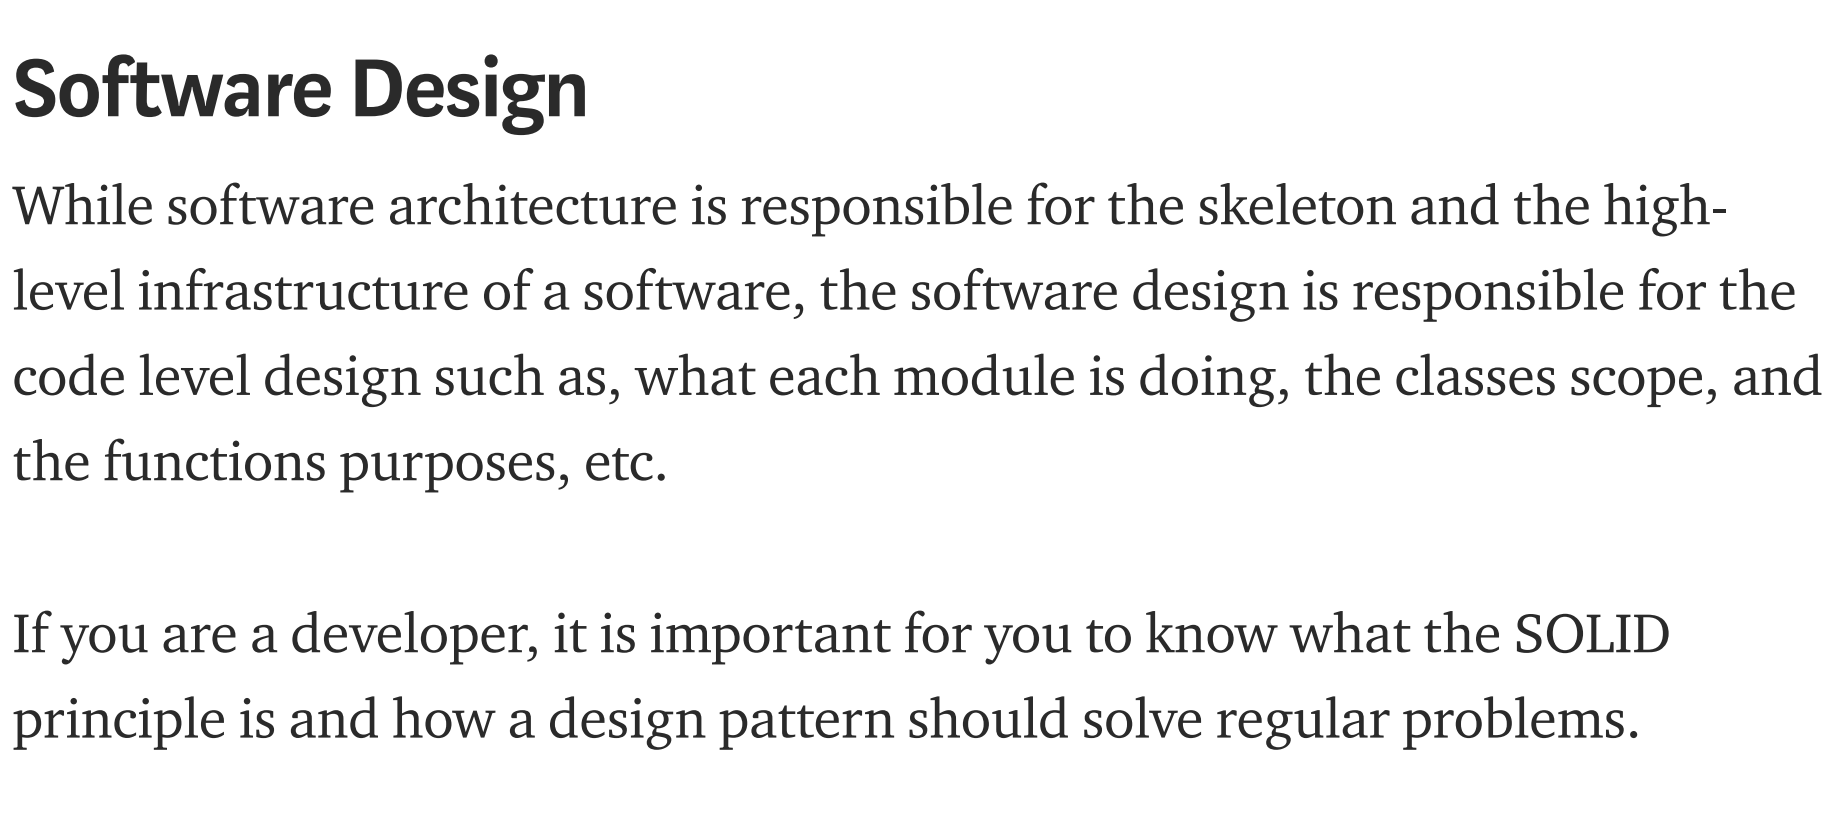 Software Design
While software architecture is responsible for the skeleton and the high-
level infrastructure of a software, the software design is responsible for the
code level design such as, what each module is doing, the classes scope, and
the functions purposes, etc.
If you are a developer, it is important for you to know what the SOLID
principle is and how a design pattern should solve regular problems.